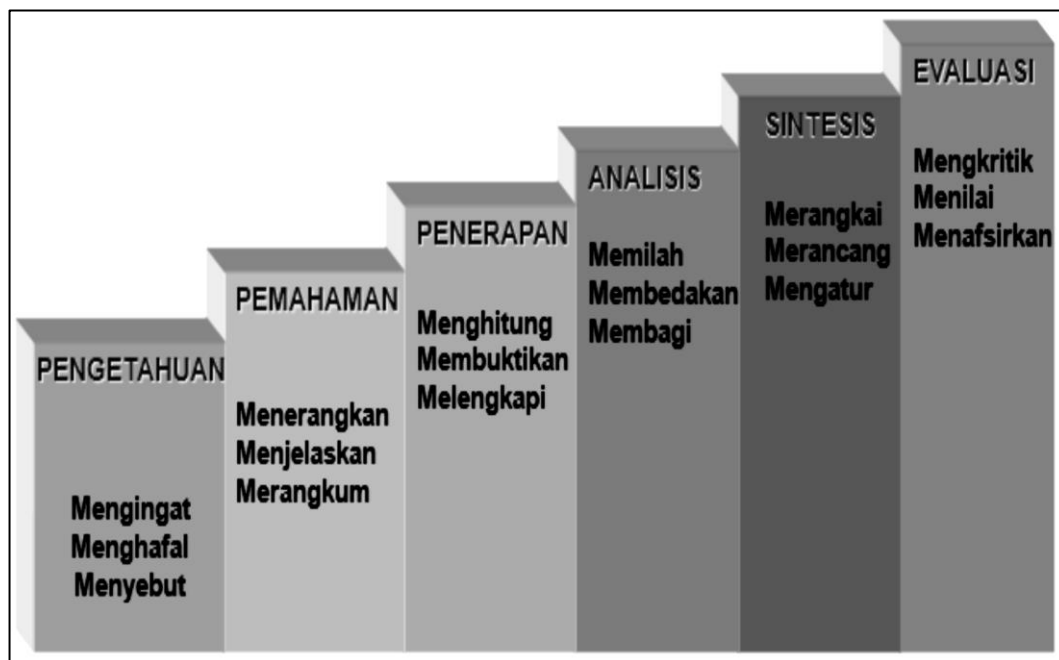 PENGETAHUAN
Mengingat
Menghafal
Menyebut
PEMAHAMAN
Menerangkan
Menjelaskan
Merangkum
PENERAPAN
Menghitung
Membuktikan
Melengkapi
ANALISIS
Memilah
Membedakan
Membagi
SINTESIS
Merangkai
Merancang
Mengatur
EVALUASI
Mengkritik
Menilai
Menafsirkan